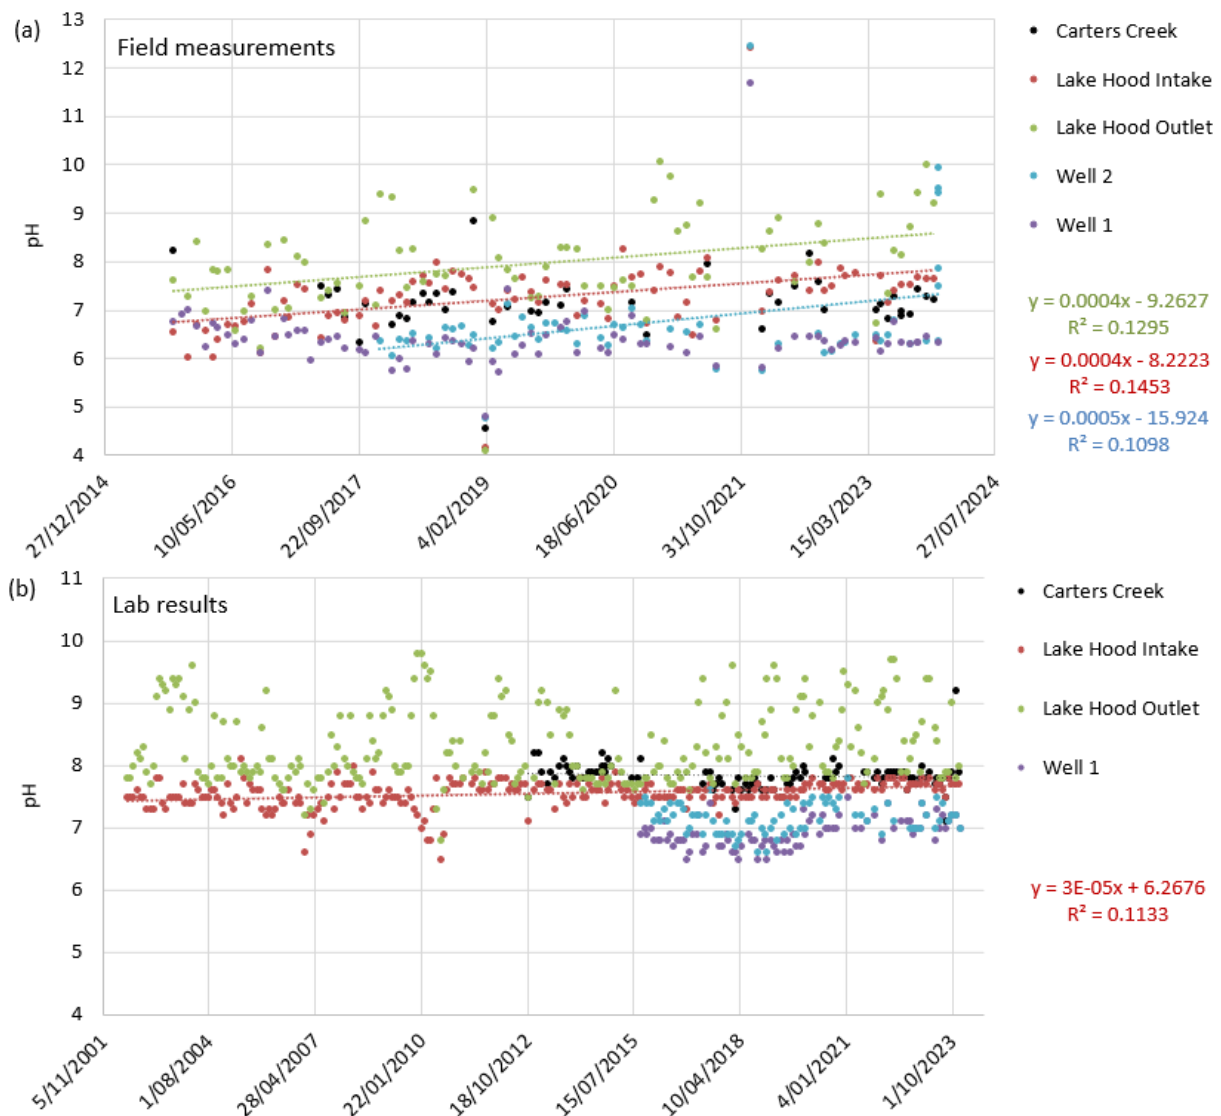 (a)
Field measurements
pH
13
12
11
10
9
8
7
6
5
4
27/12/2014
10/05/2016
22/09/2017
4/02/2019
18/06/2020
31/10/2021
15/03/2023
27/07/2024
Carters Creek
Lake Hood Intake
Lake Hood Outlet
Well 2
Well 1
y = 0.0004x - 9.2627
R² = 0.1295
y = 0.0004x - 8.2223
R² = 0.1453
y = 0.0005x - 15.924
R² = 0.1098
(b)
Lab results
pH
11
10
9
8
7
6
5
4
5/11/2001
1/08/2004
28/04/2007
22/01/2010
18/10/2012
15/07/2015
10/04/2018
4/01/2021
1/10/2023
Carters Creek
Lake Hood Intake
Lake Hood Outlet
Well 1
y = 3E-05x + 6.2676
R² = 0.1133